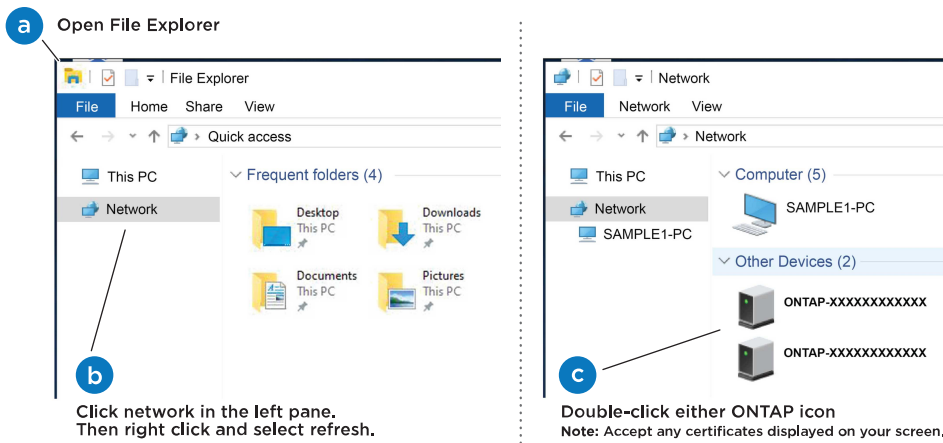 a
Open File Explorer
File Explorer
File Home Share View
Quick access
This PC
Network
Frequent folders (4)
Desktop
This PC
Downloads
This PC
Documents
This PC
Pictures
This PC
b
Click network in the left pane.
Then right click and select refresh.
Network
File Network View
Network
This PC
Network
SAMPLE1-PC
Computer (5)
SAMPLE1-PC
Other Devices (2)
ONTAP-XXXXXXXXXXXX
ONTAP-XXXXXXXXXXXX
c
Double-click either ONTAP icon
Note: Accept any certificates displayed on your screen.